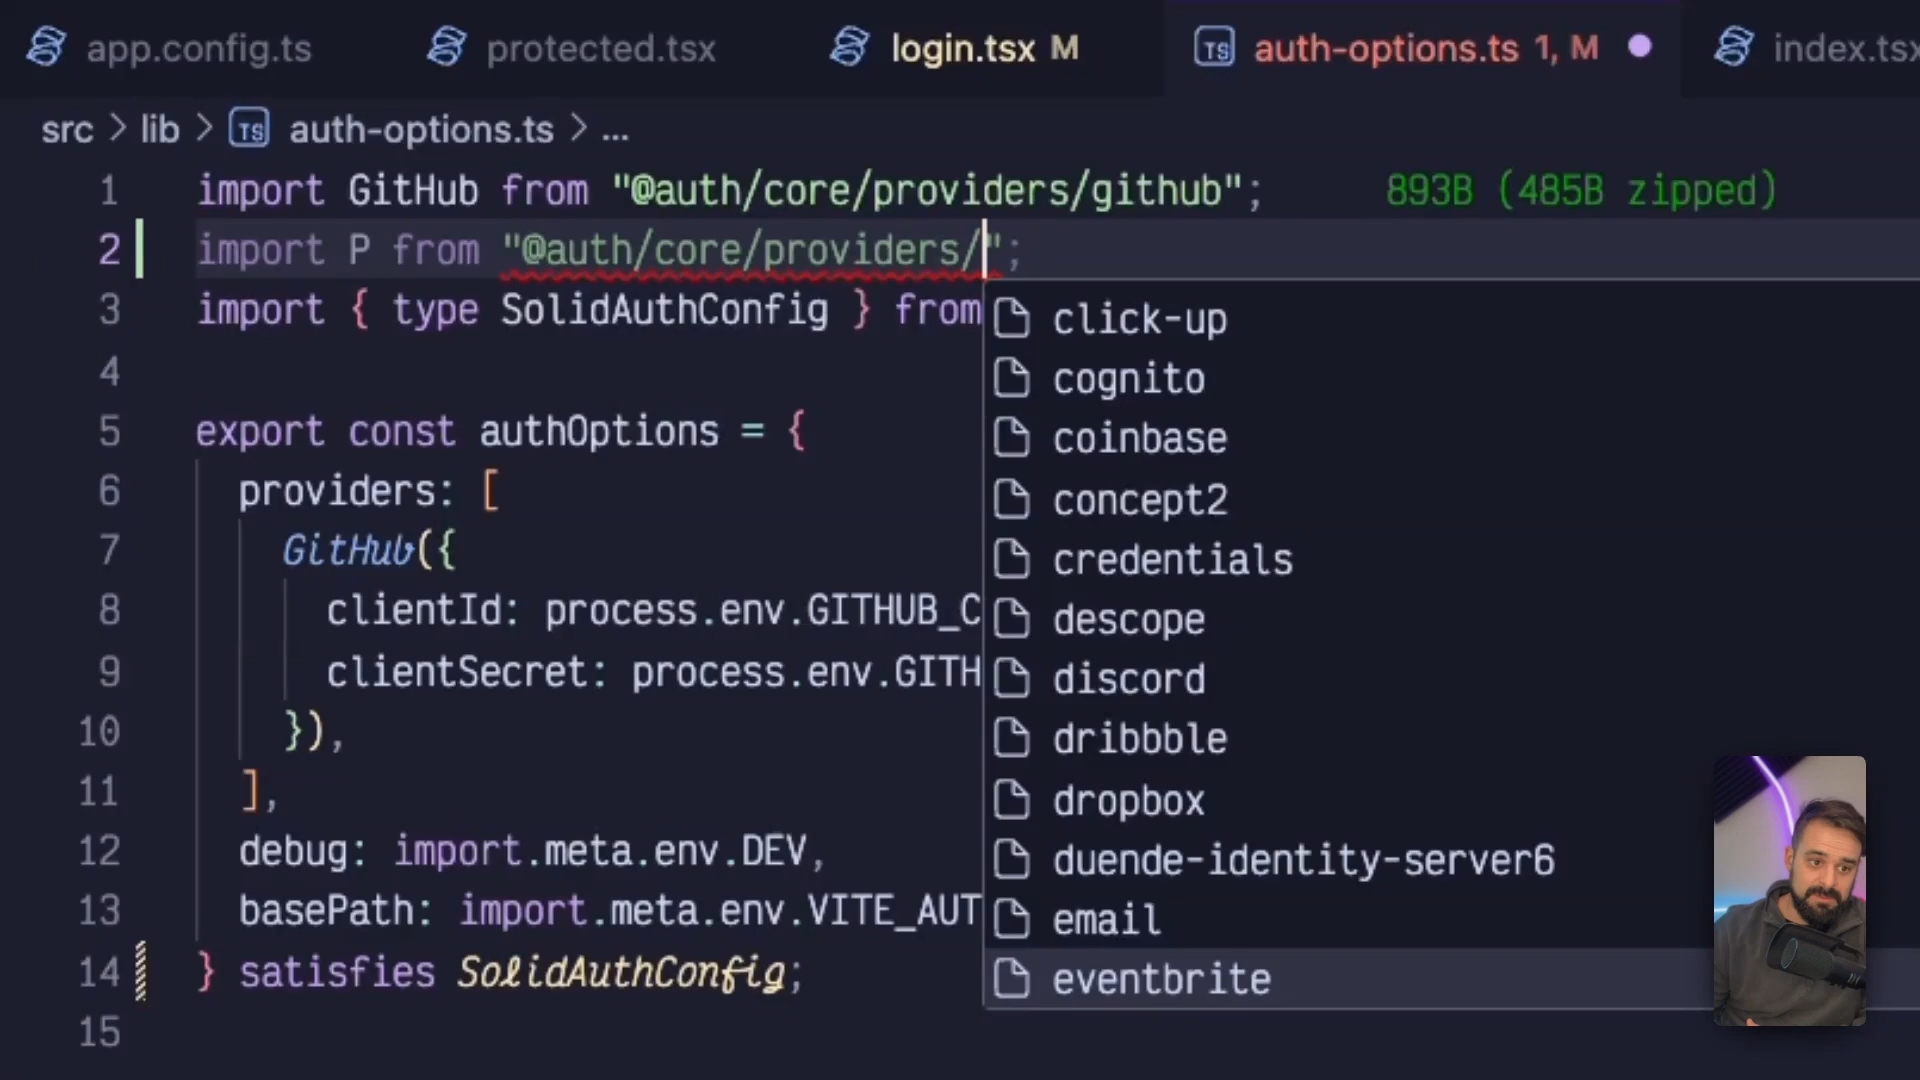 app.config.ts
protected.tsx
login.tsx M
TS auth-options.ts 1, M
index.tsx
src > lib > TS auth-options.ts > ...
1 import GitHub from "@auth/core/providers/github"; 893B (485B zipped)
2 import P from "@auth/core/providers/";
3 import { type SolidAuthConfig } from
4
5 export const authOptions = {
6 providers: [
7 GitHub({
8 clientId: process.env.GITHUB_C
9 clientSecret: process.env.GITH
10 }),
11 ],
12 debug: import.meta.env.DEV,
13 basePath: import.meta.env.VITE_AUT
14 } satisfies SolidAuthConfig;
15
click-up
cognito
coinbase
concept2
credentials
descope
discord
dribbble
dropbox
duende-identity-server6
email
eventbrite